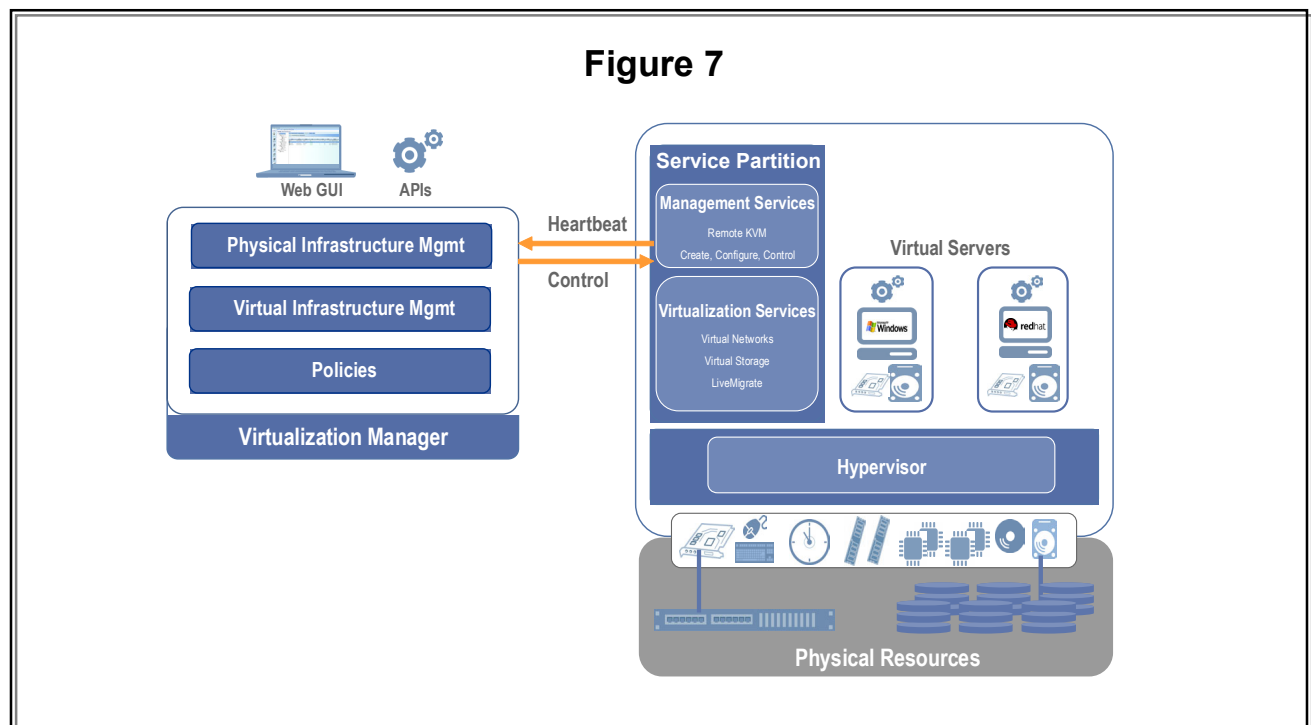 Figure 7
Web GUI
APIs
Physical Infrastructure Mgmt
Virtual Infrastructure Mgmt
Policies
Virtualization Manager
Heartbeat
Control
Service Partition
Management Services
Remote KVM
Create, Configure, Control
Virtualization Services
Virtual Networks
Virtual Storage
LiveMigrate
Virtual Servers
Windows
redhat
Hypervisor
Physical Resources